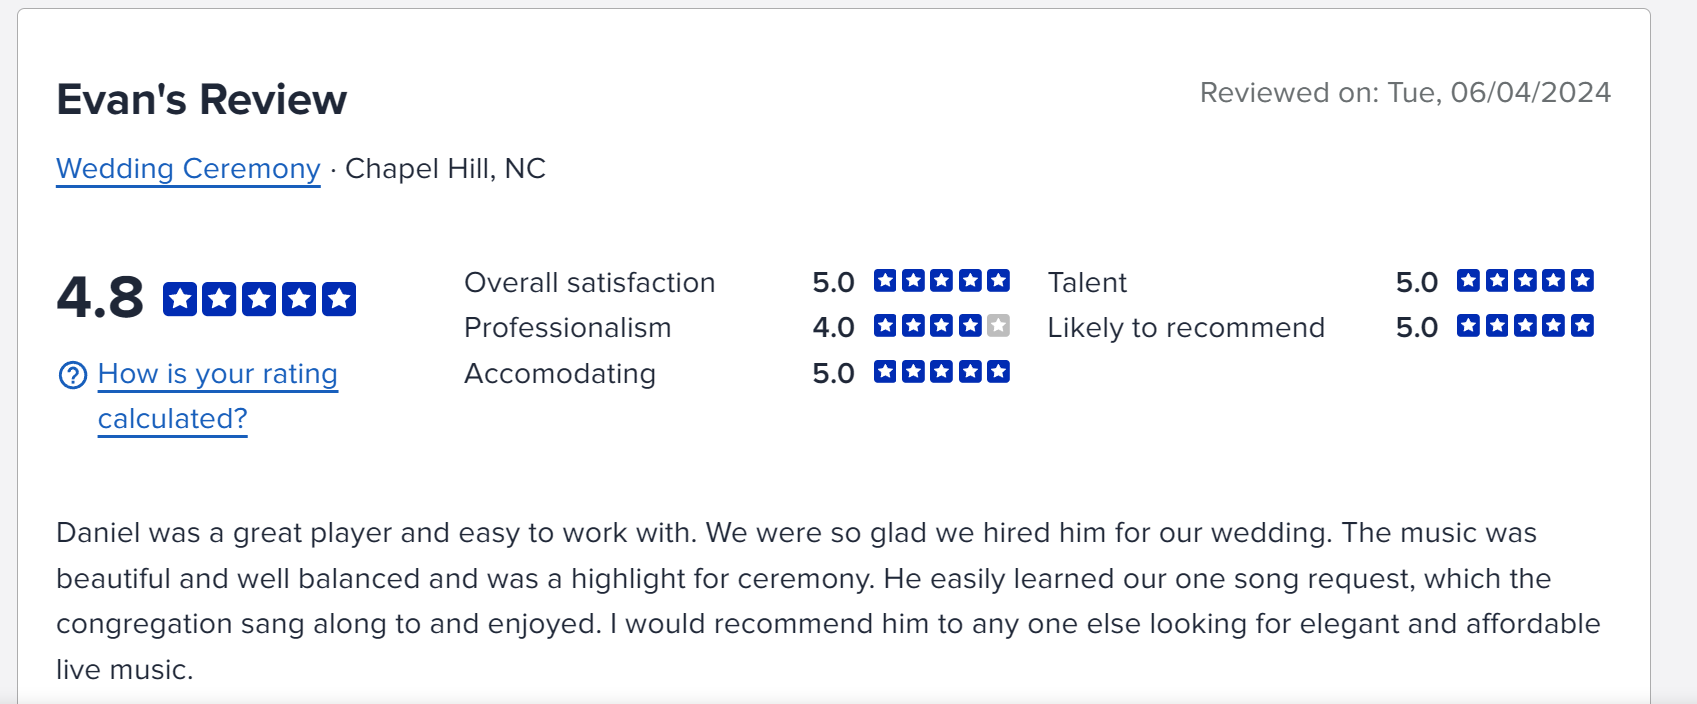 Evan's Review
Reviewed on: Tue, 06/04/2024
Wedding Ceremony · Chapel Hill, NC
4.8
How is your rating
calculated?
Overall satisfaction 5.0
Professionalism 4.0
Accomodating 5.0
Talent 5.0
Likely to recommend 5.0
Daniel was a great player and easy to work with. We were so glad we hired him for our wedding. The music was
beautiful and well balanced and was a highlight for ceremony. He easily learned our one song request, which the
congregation sang along to and enjoyed. I would recommend him to any one else looking for elegant and affordable
live music.